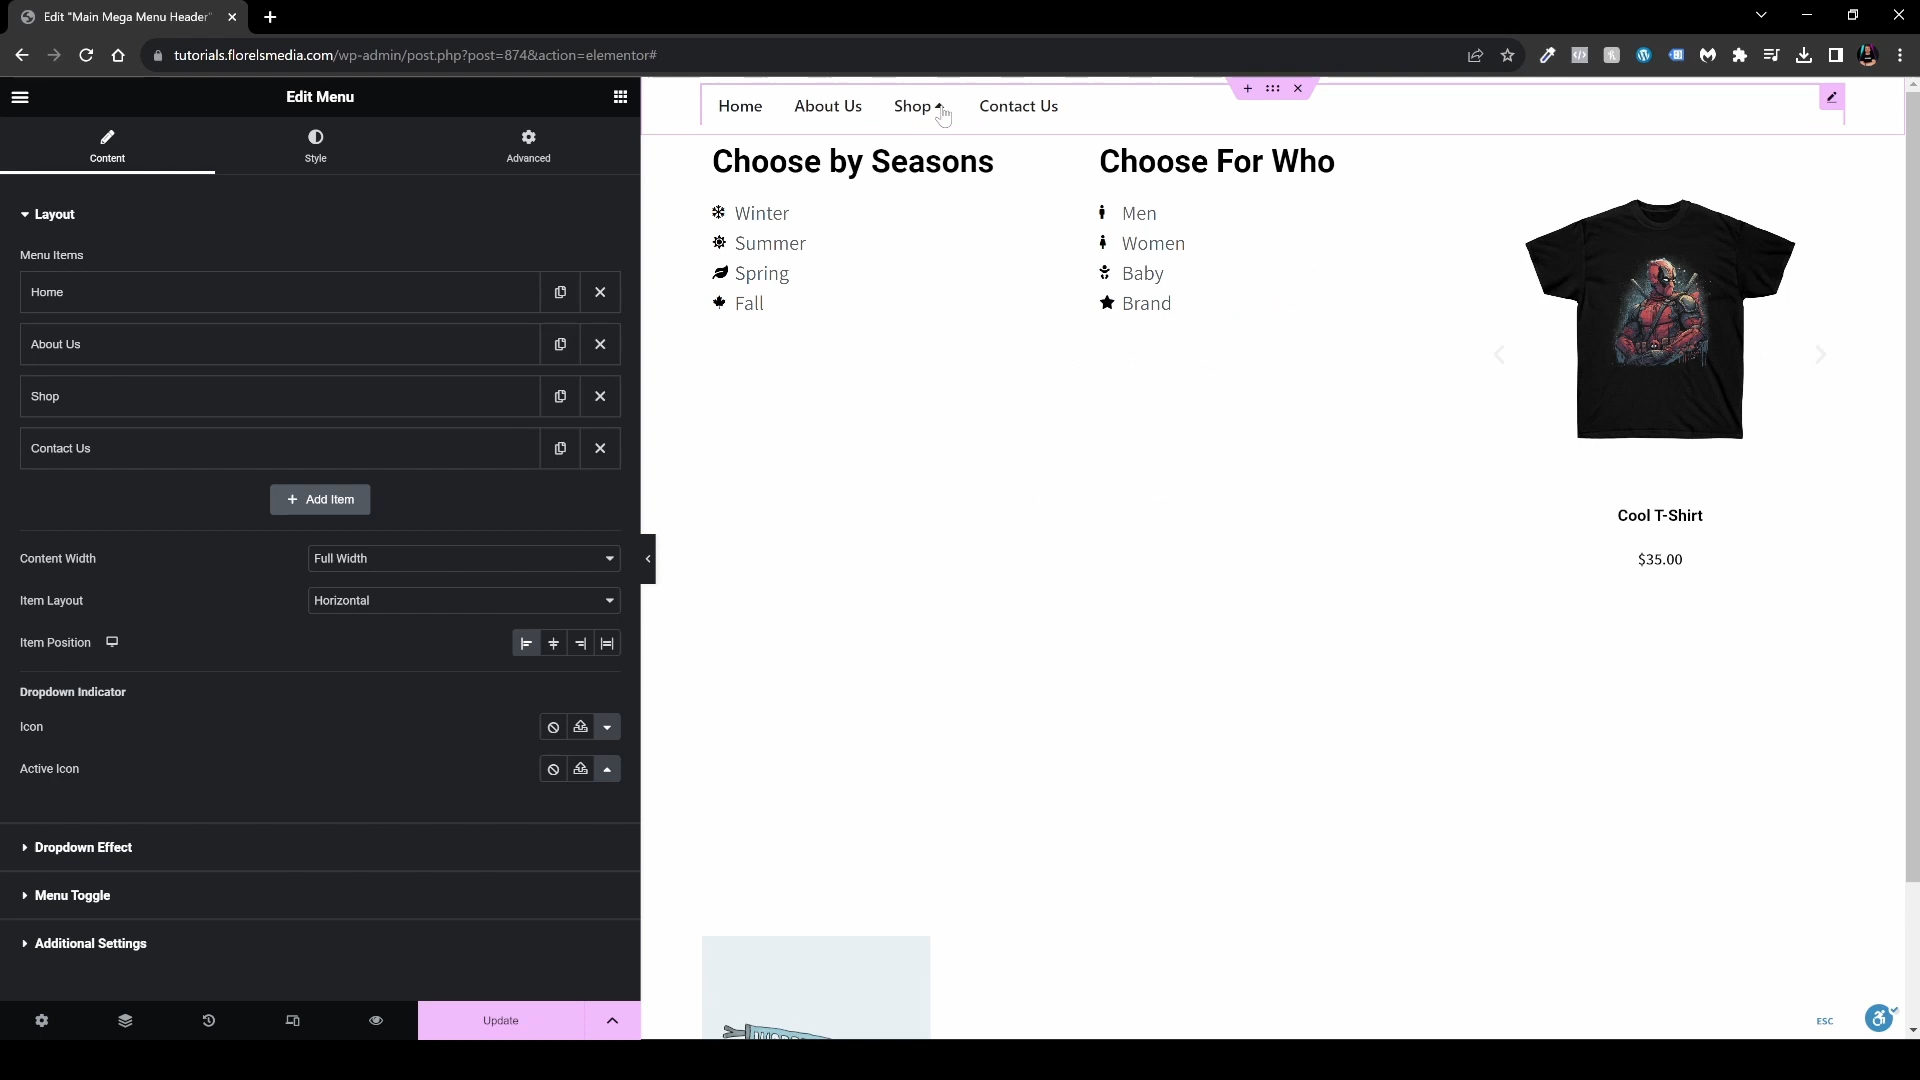 Edit "Main Mega Menu Header"
tutorials.florelsmedia.com/wp-admin/post.php?post=874&action=elementor#
Edit Menu
Content
Style
Advanced
Layout
Menu Items
Home
About Us
Shop
Contact Us
+ Add Item
Content Width
Full Width
Item Layout
Horizontal
Item Position
Dropdown Indicator
Icon
Active Icon
Dropdown Effect
Menu Toggle
Additional Settings
Update
Home About Us Shop Contact Us
Choose by Seasons
Winter
Summer
Spring
Fall
Choose For Who
Men
Women
Baby
Brand
Cool T-Shirt
$35.00
ESC